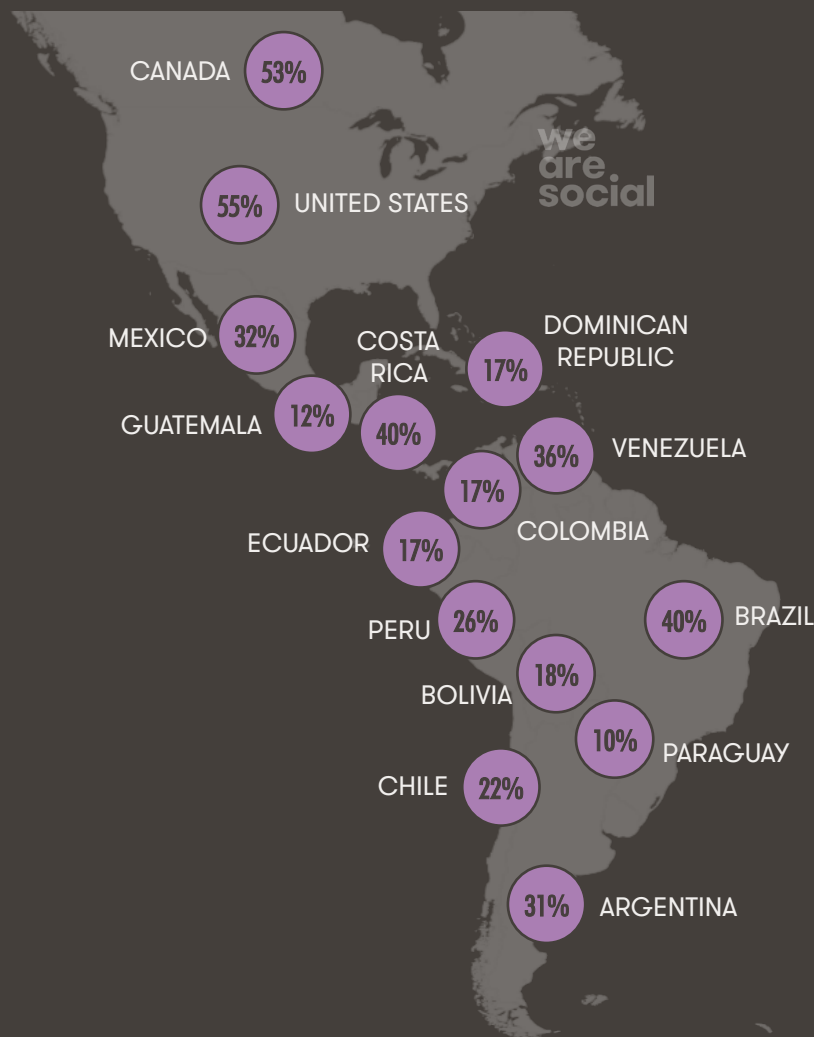 CANADA
53%
we
are
social
55%
UNITED STATES
MEXICO
32%
COSTA
RICA
DOMINICAN
REPUBLIC
17%
GUATEMALA
12%
40%
36%
VENEZUELA
17%
COLOMBIA
ECUADOR
17%
PERU
26%
40%
BRAZIL
BOLIVIA
18%
10%
PARAGUAY
CHILE
22%
31%
ARGENTINA